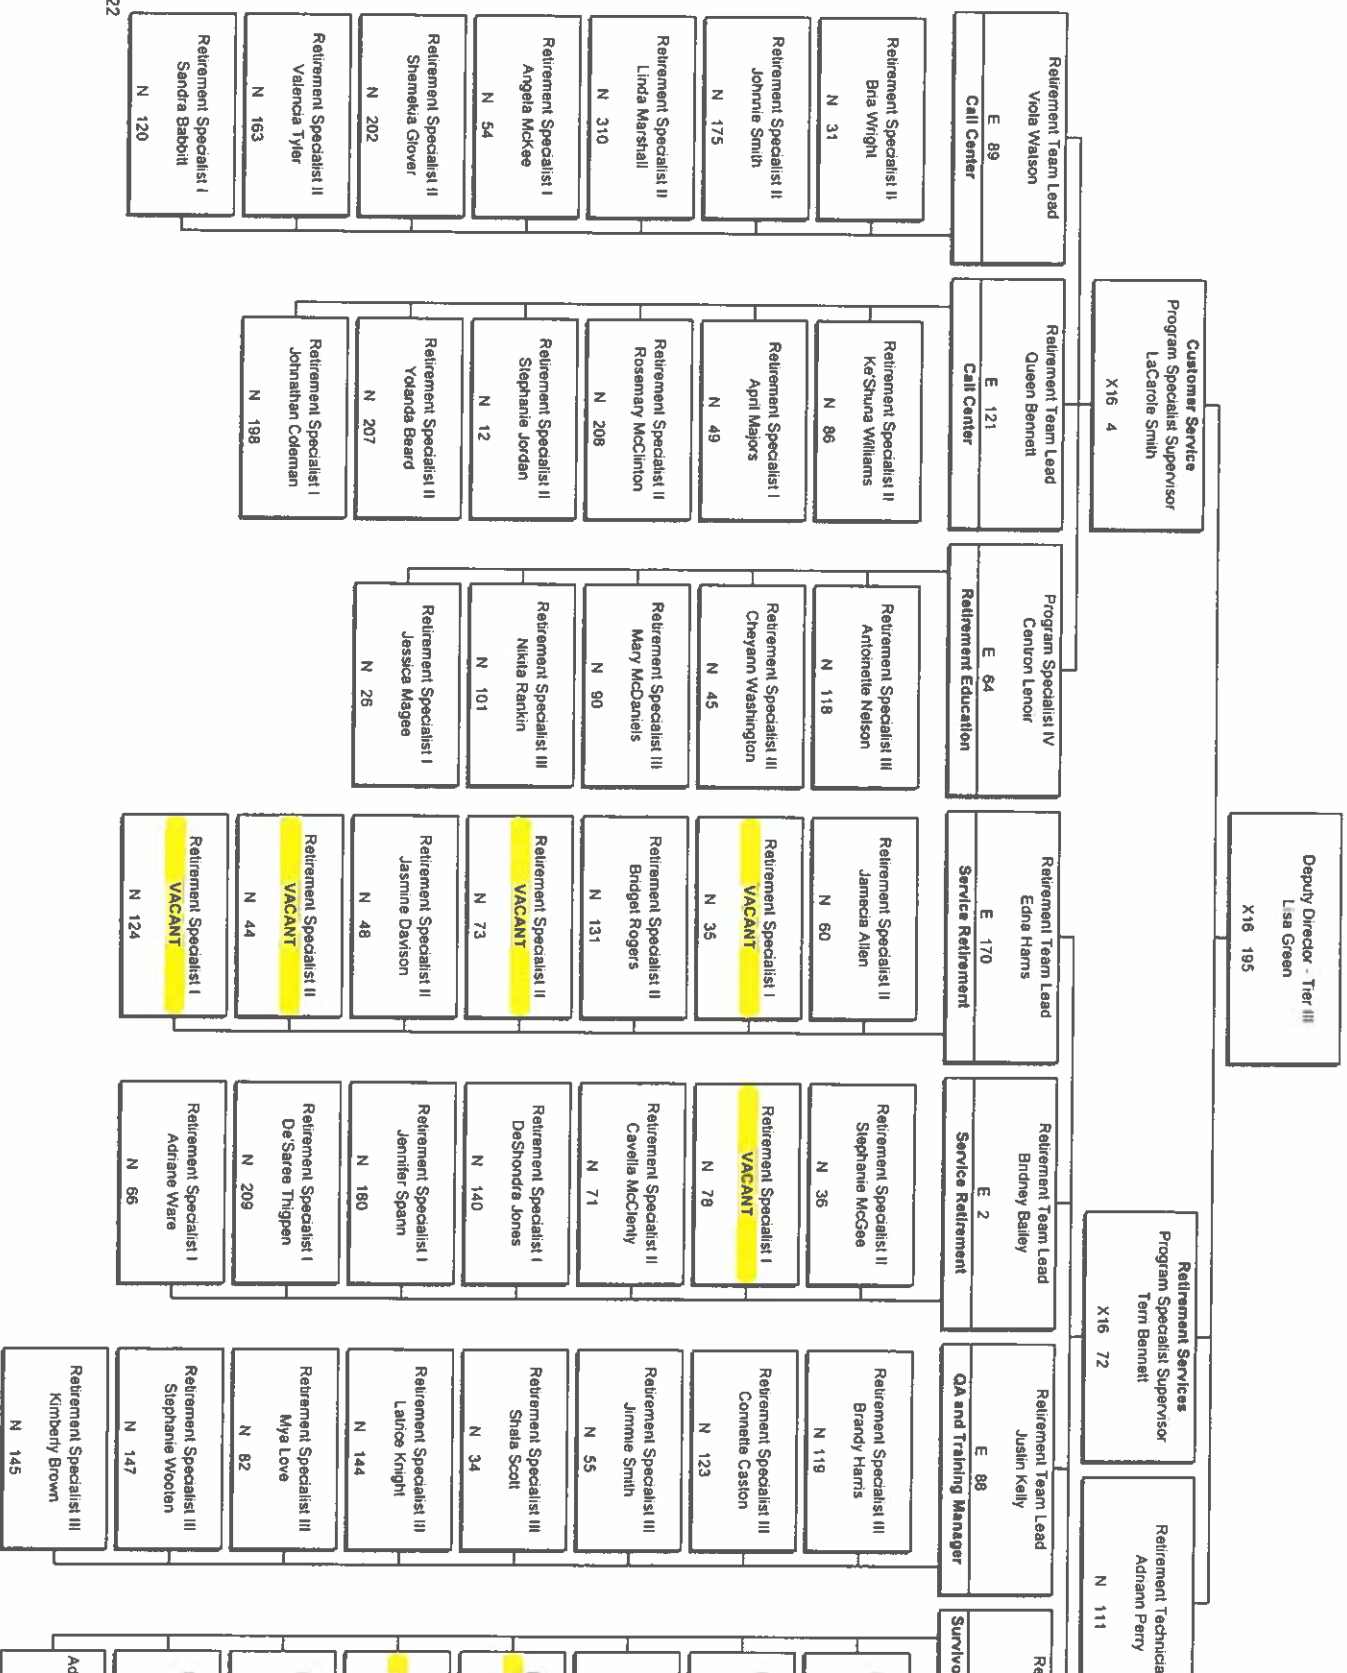 Deputy Director - Tier III
Lisa Green
X16 195
Customer Service
Program Specialist Supervisor
LaCarole Smith
X16 4
Retirement Services
Program Specialist Supervisor
Terri Bennett
X16 72
Retirement Technicia
Adriann Perry
N 111
Retirement Team Lead
Viola Watson
E 89
Call Center
Retirement Specialist II
Bria Wright
N 31
Retirement Specialist II
Johnnie Smith
N 175
Retirement Specialist II
Linda Marshall
N 310
Retirement Specialist I
Angela McKee
N 54
Retirement Specialist II
Shemekia Glover
N 202
Retirement Specialist II
Valencia Tyler
N 163
Retirement Specialist I
Sandra Babbitt
N 120
Retirement Team Lead
Queen Bennett
E 121
Call Center
Retirement Specialist II
Ke'Shuna Williams
N 86
Retirement Specialist I
April Majors
N 49
Retirement Specialist II
Rosemary McClinton
N 208
Retirement Specialist II
Stephanie Jordan
N 12
Retirement Specialist II
Yolanda Beard
N 207
Retirement Specialist I
Johnathan Coleman
N 198
Program Specialist IV
Centron Lenoir
E 64
Retirement Education
Retirement Specialist III
Antoinette Nelson
N 118
Retirement Specialist III
Cheyann Washington
N 45
Retirement Specialist III
Mary McDaniels
N 90
Retirement Specialist III
Nikita Rankin
N 101
Retirement Specialist I
Jessica Magee
N 26
Retirement Team Lead
Edna Harris
E 170
Service Retirement
Retirement Specialist II
Jamecia Allen
N 60
Retirement Specialist I
VACANT
N 35
Retirement Specialist II
Bridget Rogers
N 131
Retirement Specialist II
VACANT
N 73
Retirement Specialist II
Jasmine Davison
N 48
Retirement Specialist II
VACANT
N 44
Retirement Specialist I
VACANT
N 124
Retirement Team Lead
Bridney Bailey
E 2
Service Retirement
Retirement Specialist II
Stephanie McGee
N 36
Retirement Specialist I
VACANT
N 78
Retirement Specialist II
Cavella McClenty
N 71
Retirement Specialist I
DeShondra Jones
N 140
Retirement Specialist I
Jennifer Spann
N 180
Retirement Specialist I
De'Saree Thigpen
N 209
Retirement Specialist I
Adriane Ware
N 66
Retirement Team Lead
Justin Kelly
E 88
QA and Training Manager
Retirement Specialist III
Brandy Harris
N 119
Retirement Specialist III
Connette Caston
N 123
Retirement Specialist III
Jimmie Smith
N 55
Retirement Specialist III
Shala Scott
N 34
Retirement Specialist III
Latrice Knight
N 144
Retirement Specialist III
Mya Love
N 82
Retirement Specialist III
Stephanie Wooten
N 147
Retirement Specialist III
Kimberly Brown
N 145
Re
Survivo
Ad
22